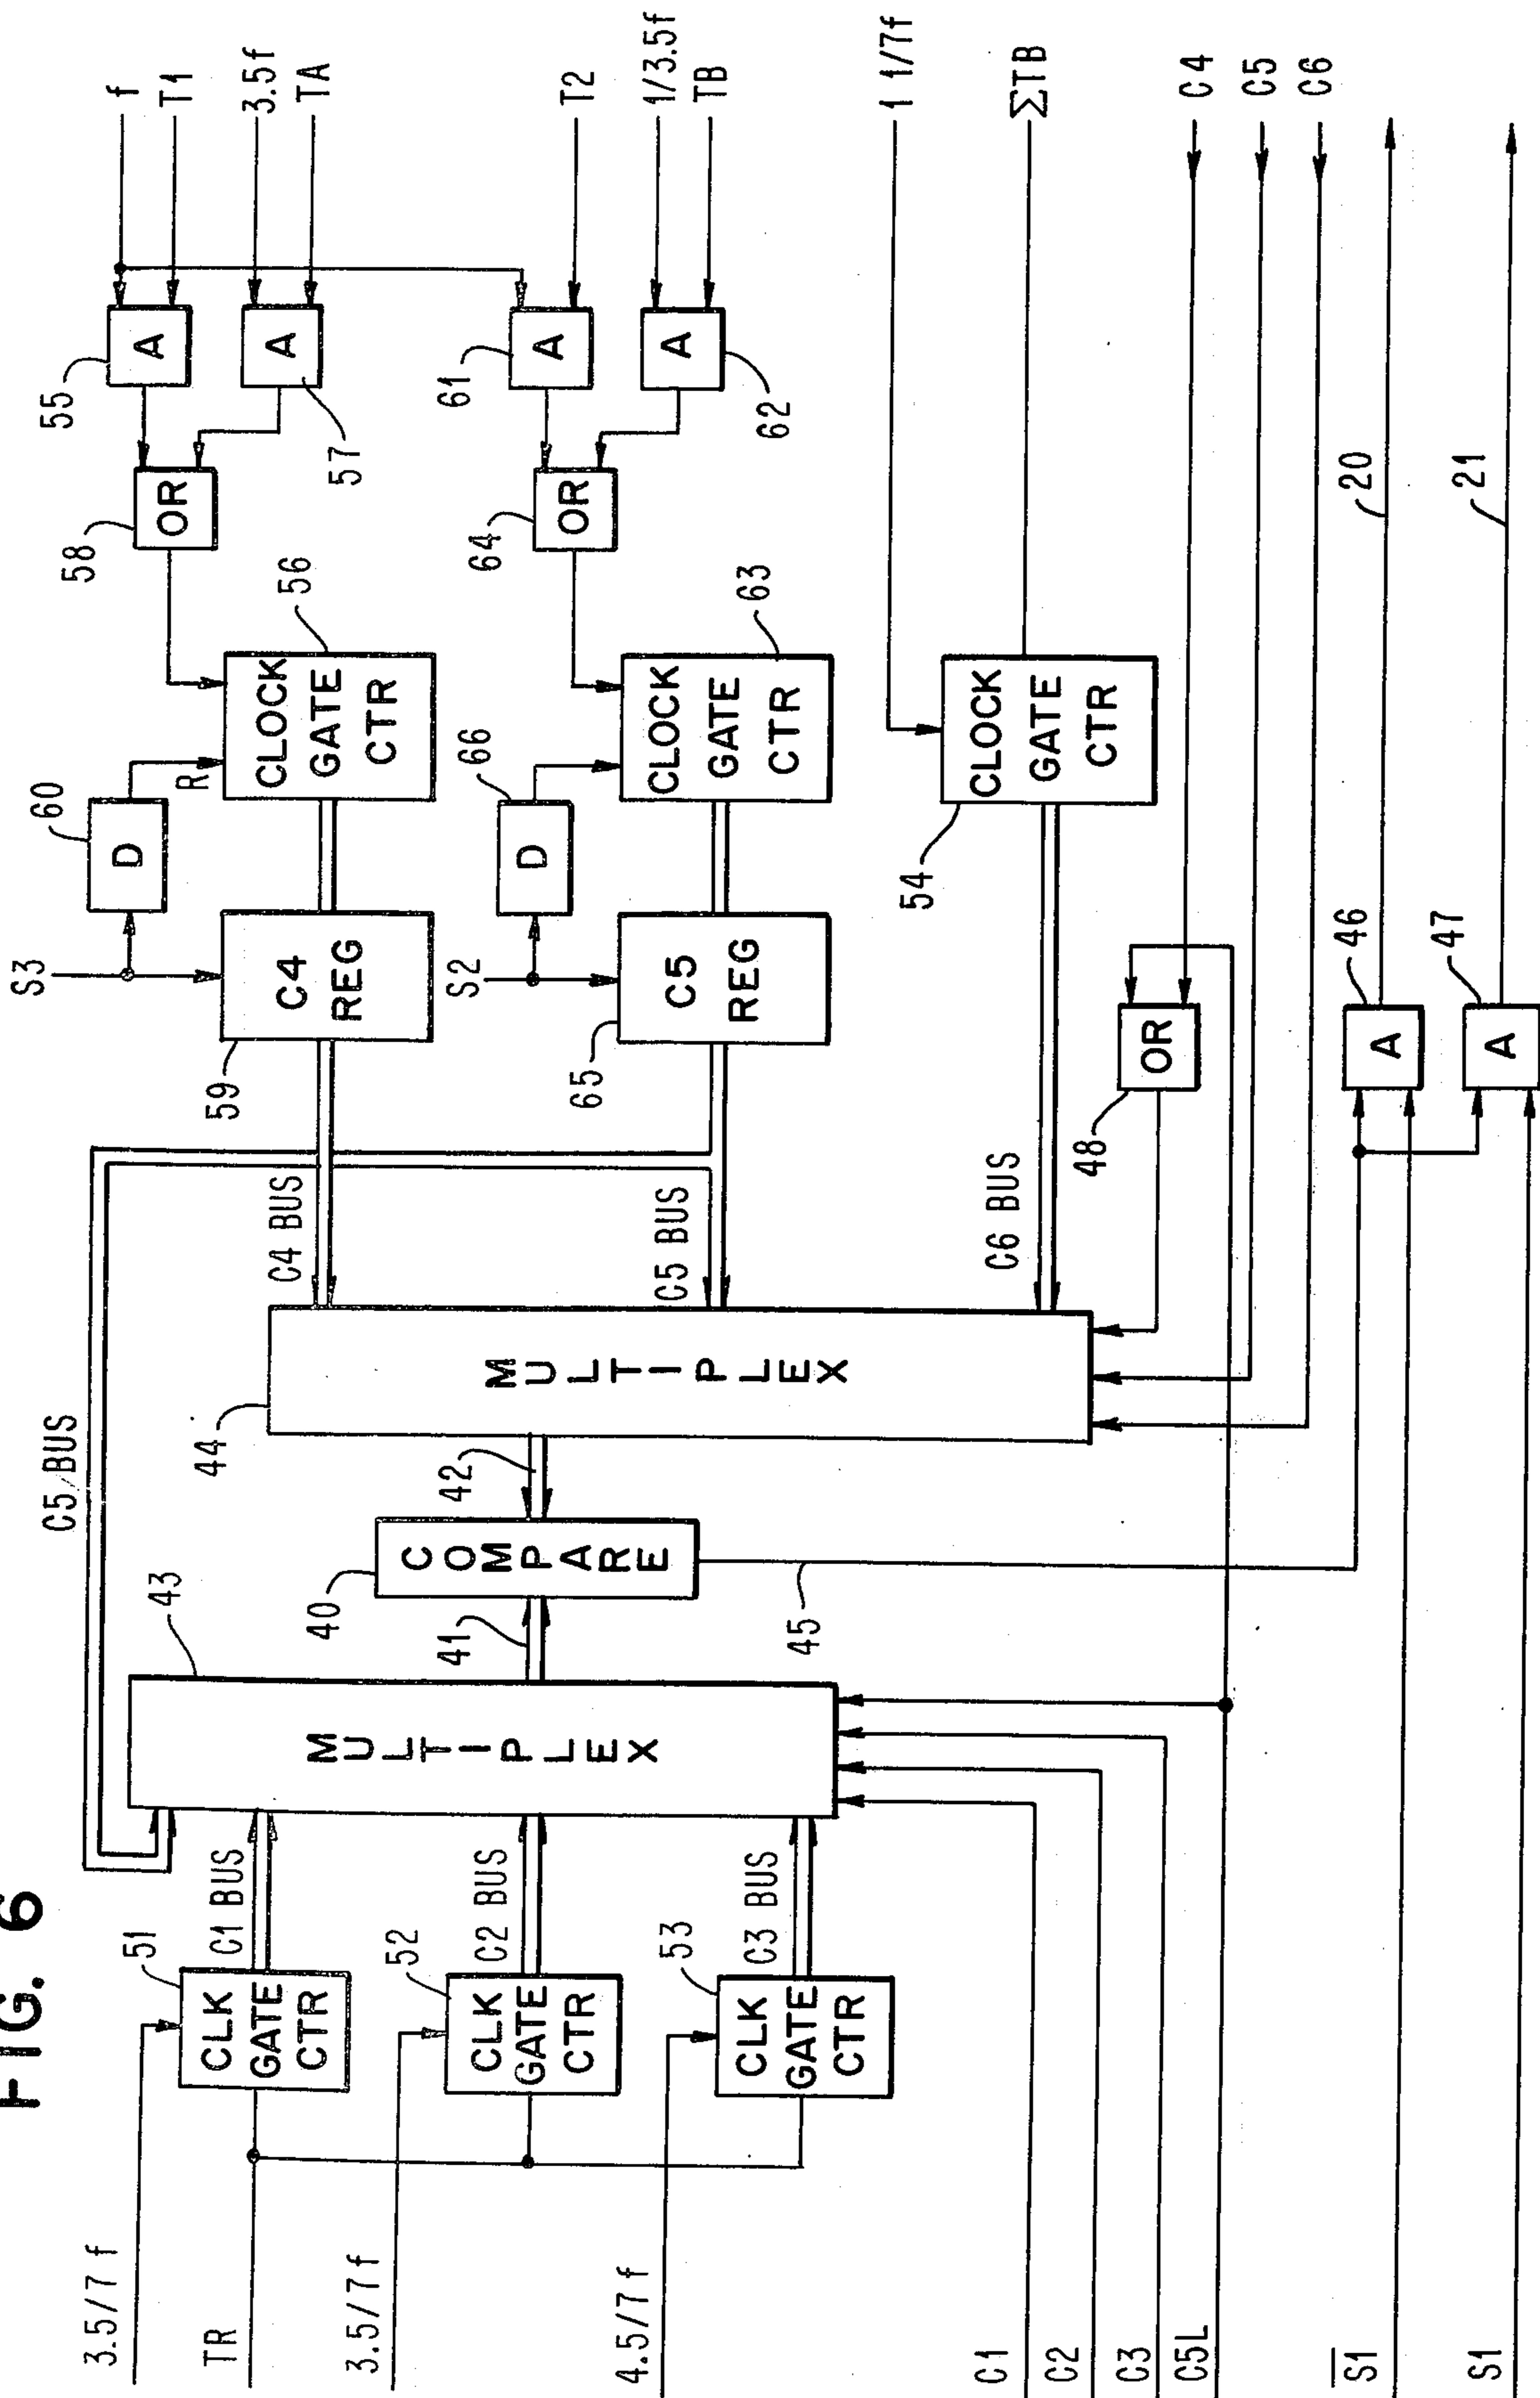 FIG. 6
f
T1
3.5f
TA
T2
1/3.5f
TB
1 1/7f
ΣTB
C4
C5
C6
55
A
A
57
61
A
A
62
58
OR
64
OR
56
CLOCK
GATE
CTR
R
60
D
S3
63
CLOCK
GATE
CTR
66
D
S2
CLOCK
GATE
CTR
54
C4
REG
59
C5
REG
65
OR
48
20
21
46
A
47
A
C5 BUS
C4 BUS
C5 BUS
C6 BUS
44
MULTIPLEX
42
40
COMPARE
41
45
43
MULTIPLEX
C1 BUS
C2 BUS
C3 BUS
51
CLK
GATE
CTR
52
CLK
GATE
CTR
53
CLK
GATE
CTR
3.5/7f
TR
3.5/7f
4.5/7f
C1
C2
C3
C5L
S̅1̅
S1